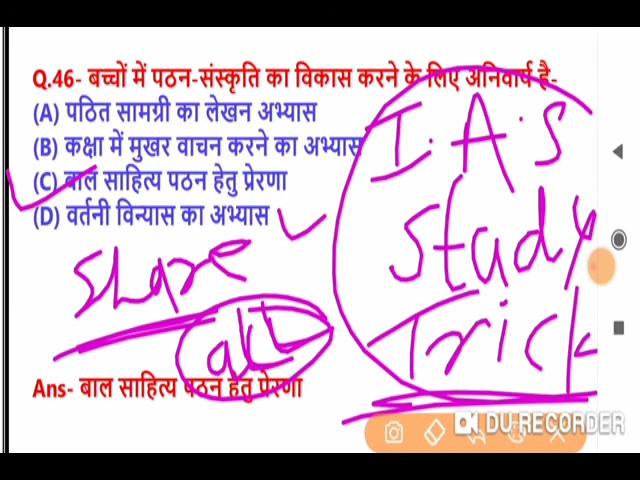 Q.46- बच्चों में पठन-संस्कृति का विकास करने के लिए अनिवार्य है-
(A) पठित सामग्री का लेखन अभ्यास
(B) कक्षा में मुखर वाचन करने का अभ्यास
(C) बाल साहित्य पठन हेतु प्रेरणा
(D) वर्तनी विन्यास का अभ्यास
I.A.S
Study
Trick
Share
all
Ans- बाल साहित्य पठन हेतु प्रेरणा
DU RECORDER